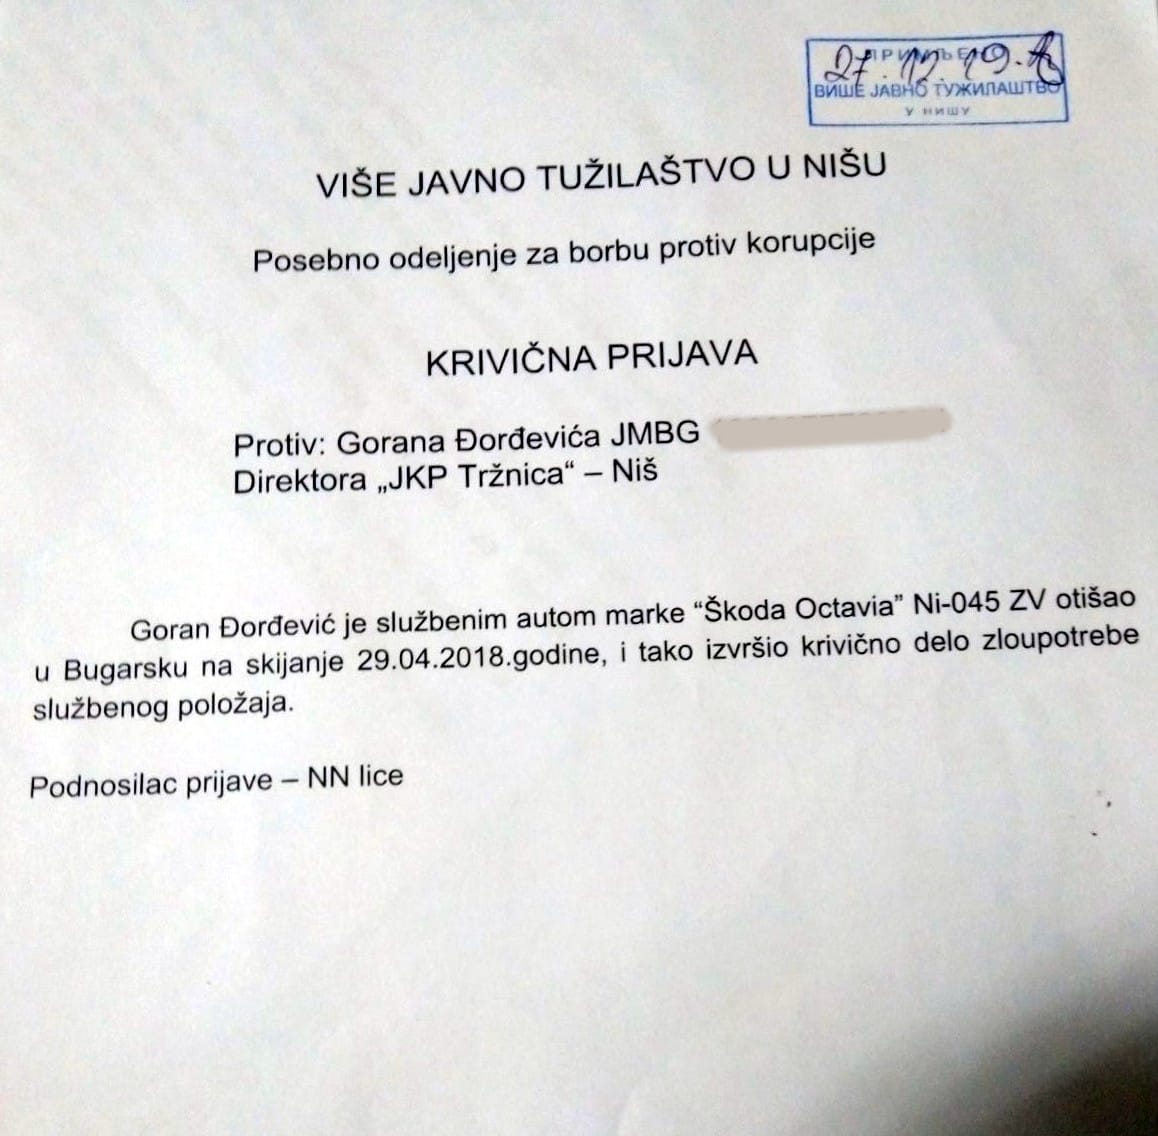 ПРИМЉЕНО
27.12.19.
ВИШЕ ЈАВНО ТУЖИЛАШТВО
У НИШУ
VIŠE JAVNO TUŽILAŠTVO U NIŠU
Posebno odeljenje za borbu protiv korupcije
KRIVIČNA PRIJAVA
Protiv: Gorana Đorđevića JMBG
Direktora „JKP Tržnica“ – Niš
Goran Đorđević je službenim autom marke “Škoda Octavia” Ni-045 ZV otišao
u Bugarsku na skijanje 29.04.2018.godine, i tako izvršio krivično delo zloupotrebe
službenog položaja.
Podnosilac prijave – NN lice